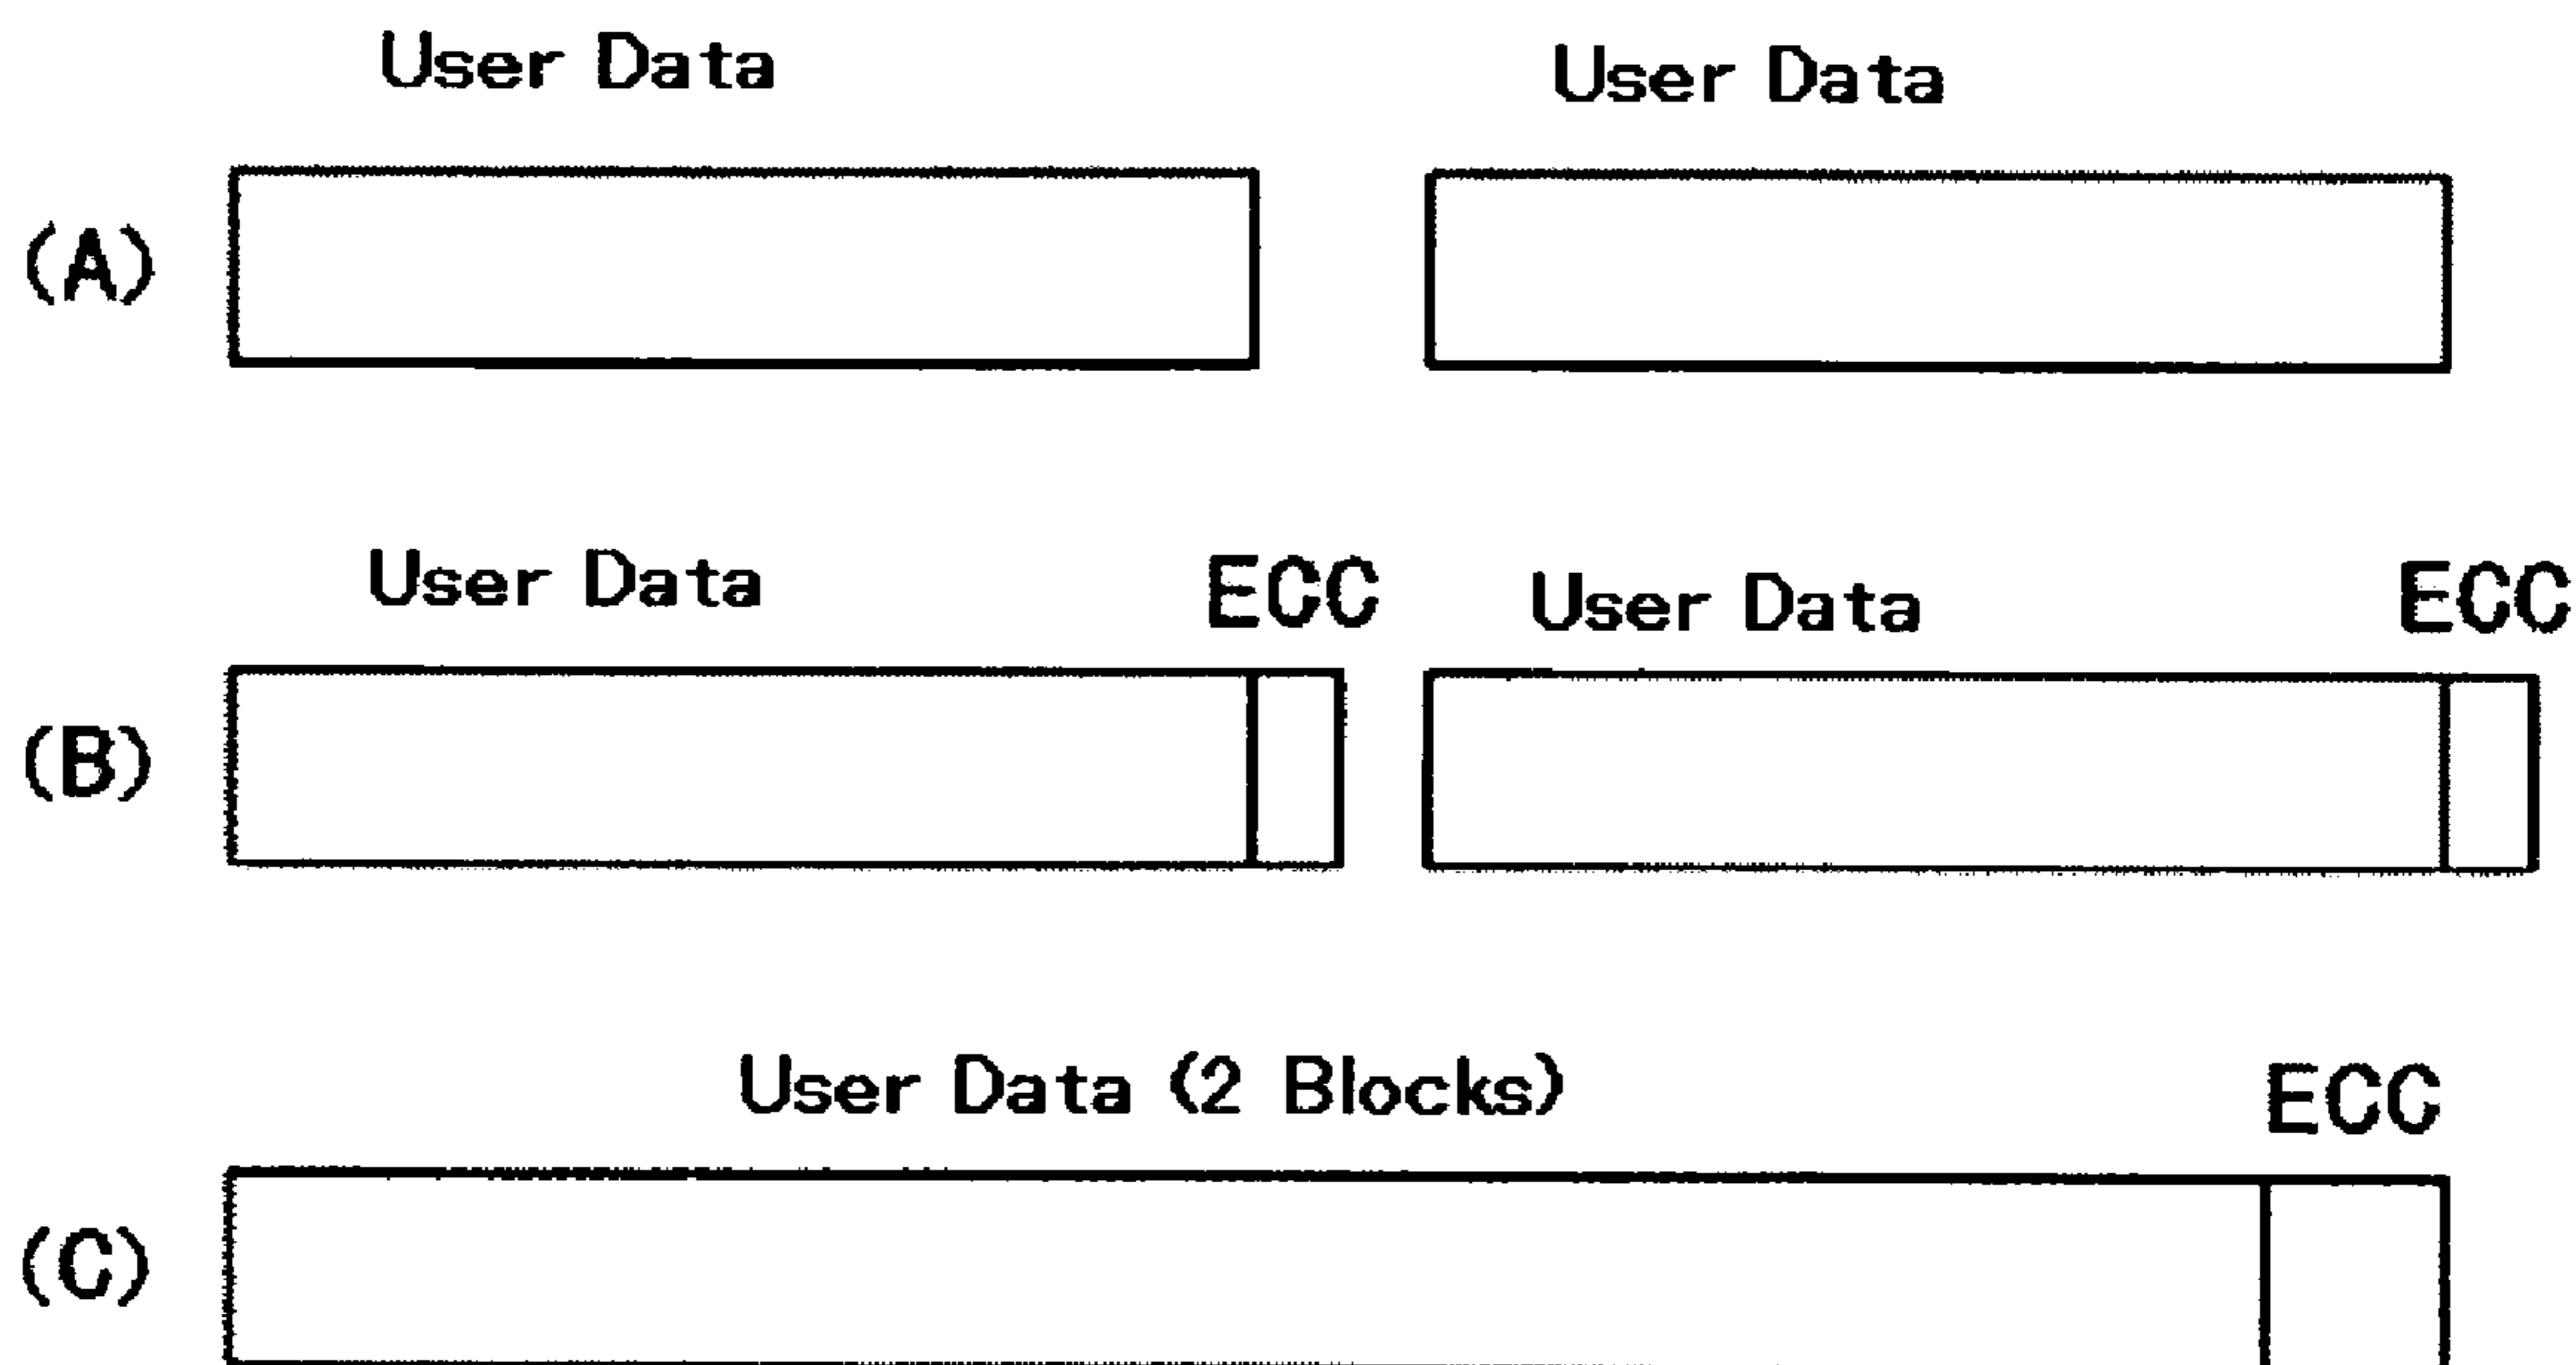 User Data User Data
(A)
User Data ECC User Data ECC
(B)
User Data (2 Blocks) ECC
(C)